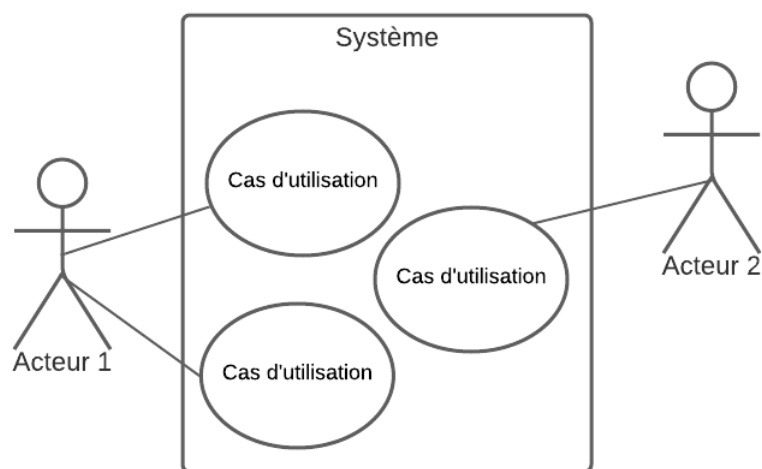 Système
Cas d'utilisation
Cas d'utilisation
Acteur 2
Acteur 1
Cas d'utilisation